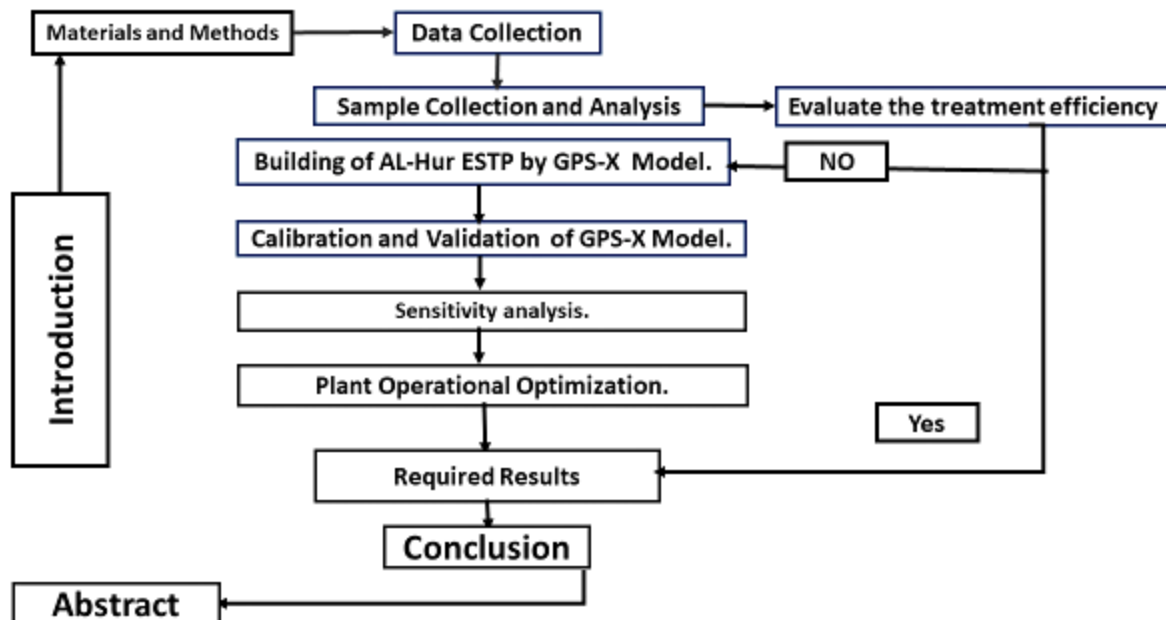 Materials and Methods
Data Collection
Sample Collection and Analysis
Evaluate the treatment efficiency
Building of AL-Hur ESTP by GPS-X Model.
NO
Calibration and Validation of GPS-X Model.
Introduction
Sensitivity analysis.
Plant Operational Optimization.
Yes
Required Results
Conclusion
Abstract